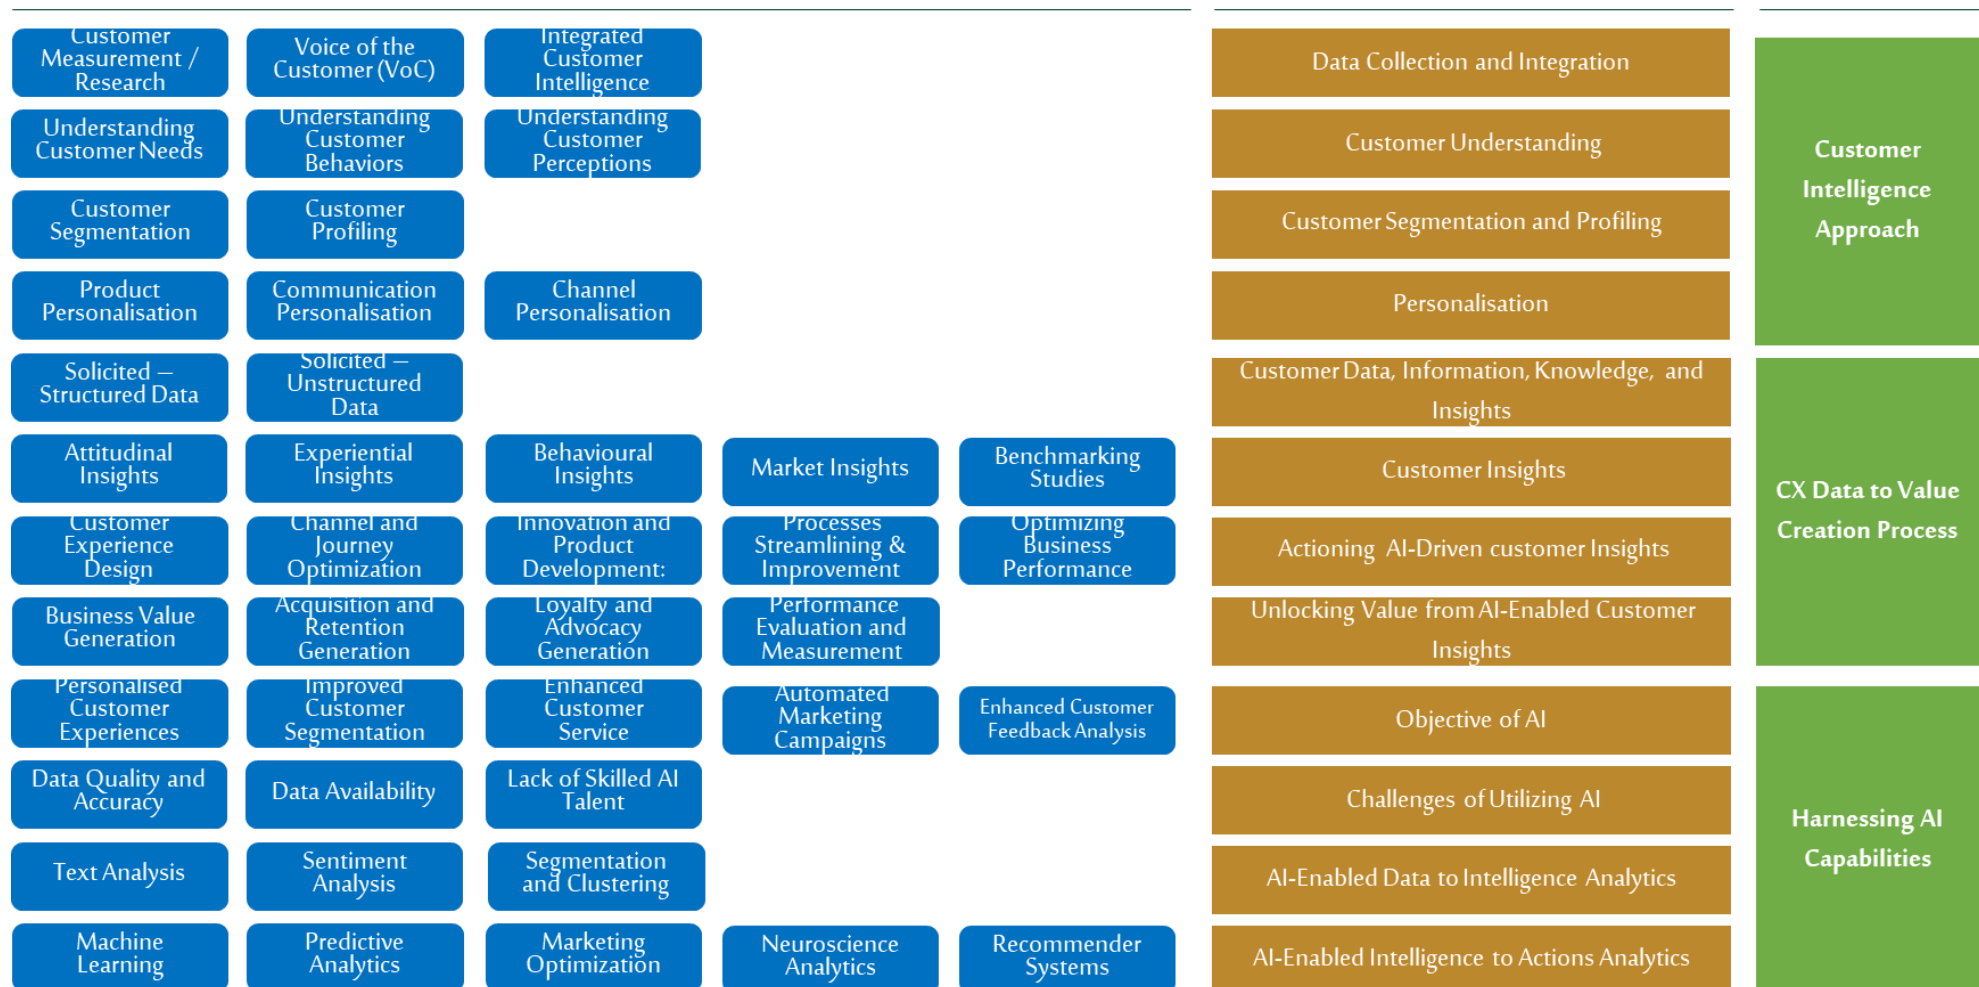 Customer
Measurement /
Research
Voice of the
Customer (VoC)
Integrated
Customer
Intelligence
Data Collection and Integration
Understanding
Customer Needs
Understanding
Customer
Behaviors
Understanding
Customer
Perceptions
Customer Understanding
Customer
Segmentation
Customer
Profiling
Customer Segmentation and Profiling
Product
Personalisation
Communication
Personalisation
Channel
Personalisation
Personalisation
Customer
Intelligence
Approach
Solicited –
Structured Data
Solicited –
Unstructured
Data
Customer Data, Information, Knowledge, and
Insights
Attitudinal
Insights
Experiential
Insights
Behavioural
Insights
Market Insights
Benchmarking
Studies
Customer Insights
Customer
Experience
Design
Channel and
Journey
Optimization
Innovation and
Product
Development:
Processes
Streamlining &
Improvement
Optimizing
Business
Performance
Actioning AI-Driven customer Insights
Business Value
Generation
Acquisition and
Retention
Generation
Loyalty and
Advocacy
Generation
Performance
Evaluation and
Measurement
Unlocking Value from AI-Enabled Customer
Insights
CX Data to Value
Creation Process
Personalised
Customer
Experiences
Improved
Customer
Segmentation
Enhanced
Customer
Service
Automated
Marketing
Campaigns
Enhanced Customer
Feedback Analysis
Objective of AI
Data Quality and
Accuracy
Data Availability
Lack of Skilled AI
Talent
Challenges of Utilizing AI
Text Analysis
Sentiment
Analysis
Segmentation
and Clustering
AI-Enabled Data to Intelligence Analytics
Machine
Learning
Predictive
Analytics
Marketing
Optimization
Neuroscience
Analytics
Recommender
Systems
AI-Enabled Intelligence to Actions Analytics
Harnessing AI
Capabilities